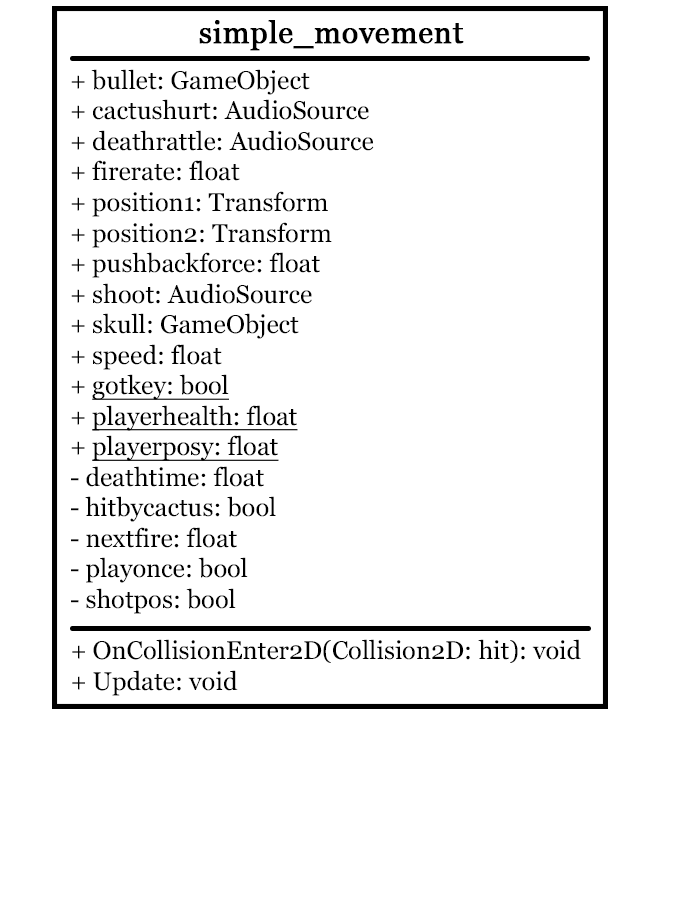 simple_movement
+ bullet: GameObject
+ cactushurt: AudioSource
+ deathrattle: AudioSource
+ firerate: float
+ position1: Transform
+ position2: Transform
+ pushbackforce: float
+ shoot: AudioSource
+ skull: GameObject
+ speed: float
+ gotkey: bool
+ playerhealth: float
+ playerposy: float
- deathtime: float
- hitbycactus: bool
- nextfire: float
- playonce: bool
- shotpos: bool
+ OnCollisionEnter2D(Collision2D: hit): void
+ Update: void